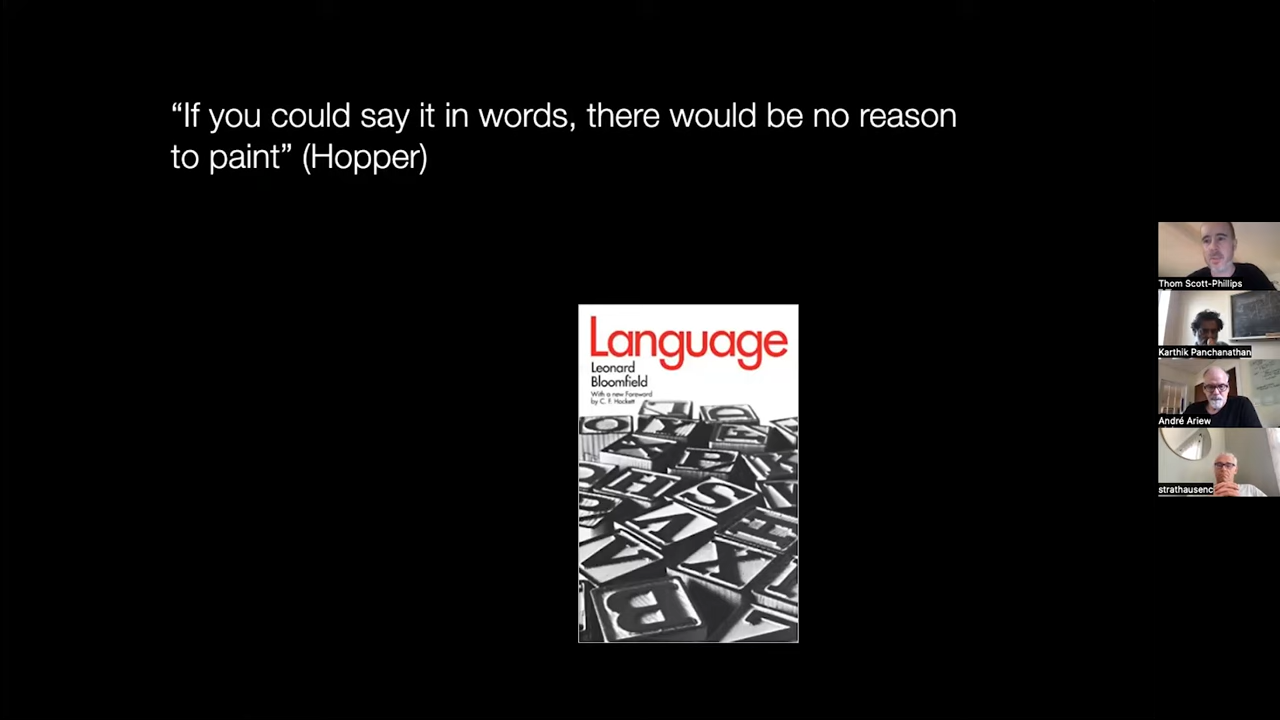 “If you could say it in words, there would be no reason
to paint” (Hopper)
Language
Leonard
Bloomfield
With a new Foreword
by C. F. Hockett
Thom Scott-Phillips
Karthik Panchanathan
André Ariew
strathausenc